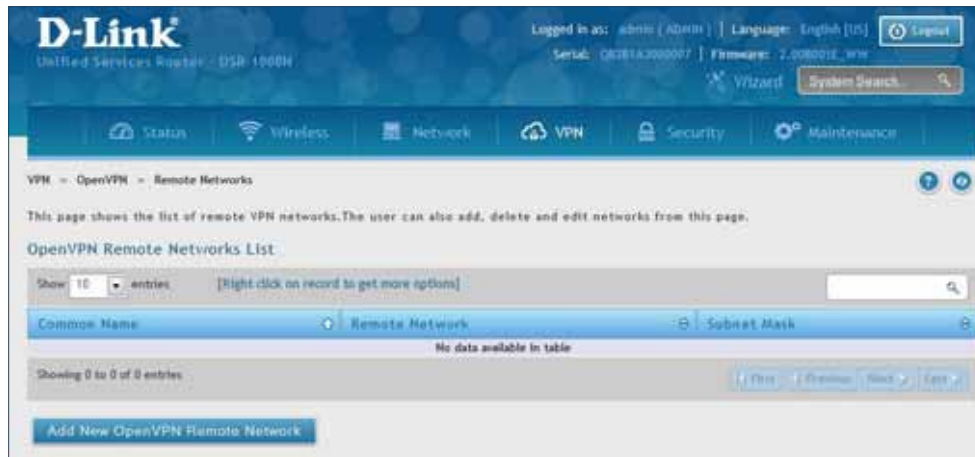 D-Link
Logged in as: admin ( ADMIN ) | Language: English [US]
Logout
Unified Services Router - DSR-1000N
Serial: | Firmware:
Wizard
System Search..
Status
Wireless
Network
VPN
Security
Maintenance
VPN » OpenVPN » Remote Networks
This page shows the list of remote VPN networks.The user can also add, delete and edit networks from this page.
OpenVPN Remote Networks List
Show 10 entries
[Right click on record to get more options]
Common Name
Remote Network
Subnet Mask
No data available in table
Showing 0 to 0 of 0 entries
First
Previous
Next
Last
Add New OpenVPN Remote Network